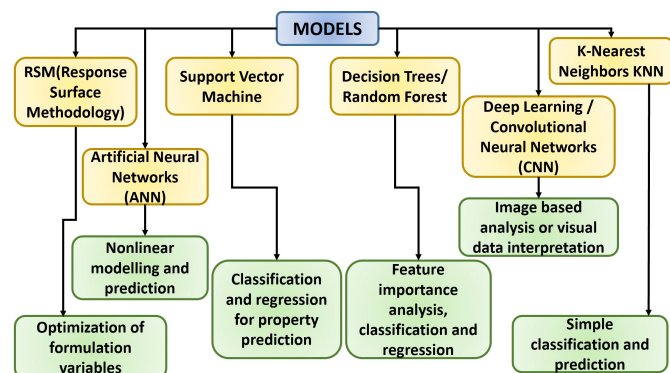 MODELS
RSM(Response
Surface
Methodology)
Support Vector
Machine
Decision Trees/
Random Forest
K-Nearest
Neighbors KNN
Artificial Neural
Networks
(ANN)
Deep Learning /
Convolutional
Neural Networks
(CNN)
Nonlinear
modelling and
prediction
Image based
analysis or visual
data interpretation
Classification
and regression
for property
prediction
Feature
importance
analysis,
classification and
regression
Optimization of
formulation
variables
Simple
classification and
prediction